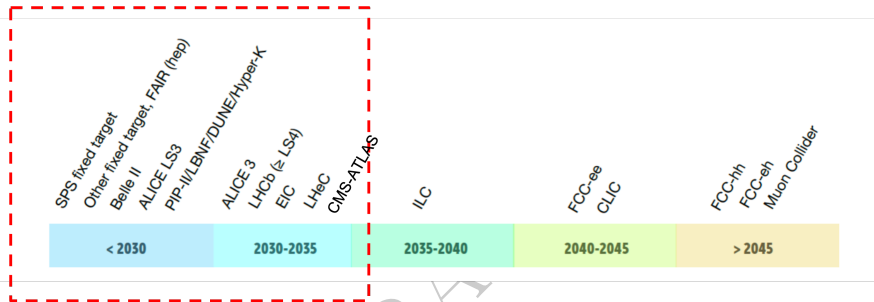 SPS fixed target
Other fixed target, FAIR (hep)
Belle II
ALICE LS3
PIP-II/LBNF/DUNE/Hyper-K
ALICE 3
LHCb (≥ LS4)
EIC
LHeC
CMS-ATLAS
ILC
FCC-ee
CLIC
FCC-hh
FCC-eh
Muon Collider
< 2030
2030-2035
2035-2040
2040-2045
> 2045